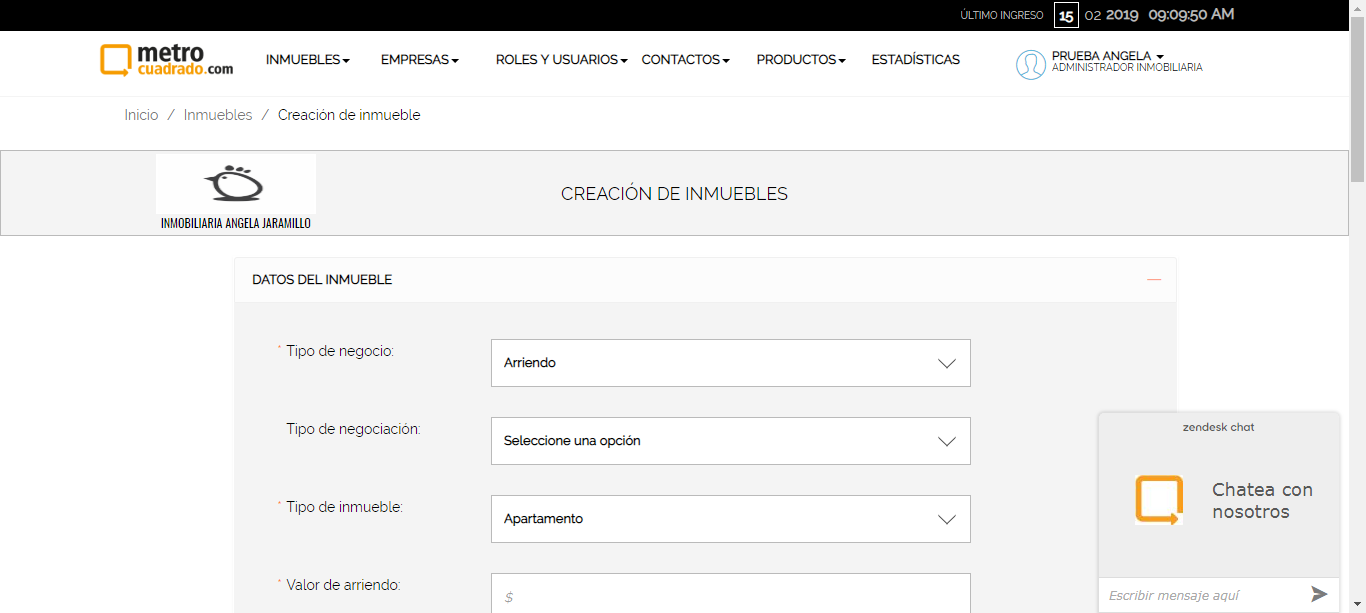 ÚLTIMO INGRESO 15 02 2019 09:09:50 AM
metro
cuadrado.com
INMUEBLES EMPRESAS ROLES Y USUARIOS CONTACTOS PRODUCTOS ESTADÍSTICAS
PRUEBA ANGELA
ADMINISTRADOR INMOBILIARIA
Inicio / Inmuebles / Creación de inmueble
INMOBILIARIA ANGELA JARAMILLO
CREACIÓN DE INMUEBLES
DATOS DEL INMUEBLE
* Tipo de negocio:
Arriendo
Tipo de negociación:
Seleccione una opción
* Tipo de inmueble:
Apartamento
* Valor de arriendo:
$
zendesk chat
Chatea con
nosotros
Escribir mensaje aquí